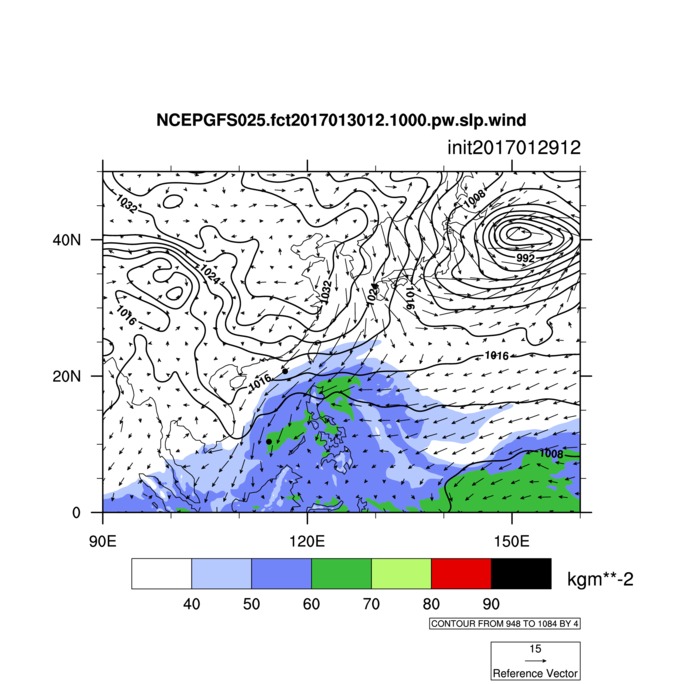 NCEPGFS025.fct2017013012.1000.pw.slp.wind
init2017012912
1032
1008
40N
992
1024
1032
1024
1016
1016
1016
20N
1016
1008
0
90E 120E 150E
kgm**-2
40 50 60 70 80 90
CONTOUR FROM 948 TO 1084 BY 4
15
Reference Vector